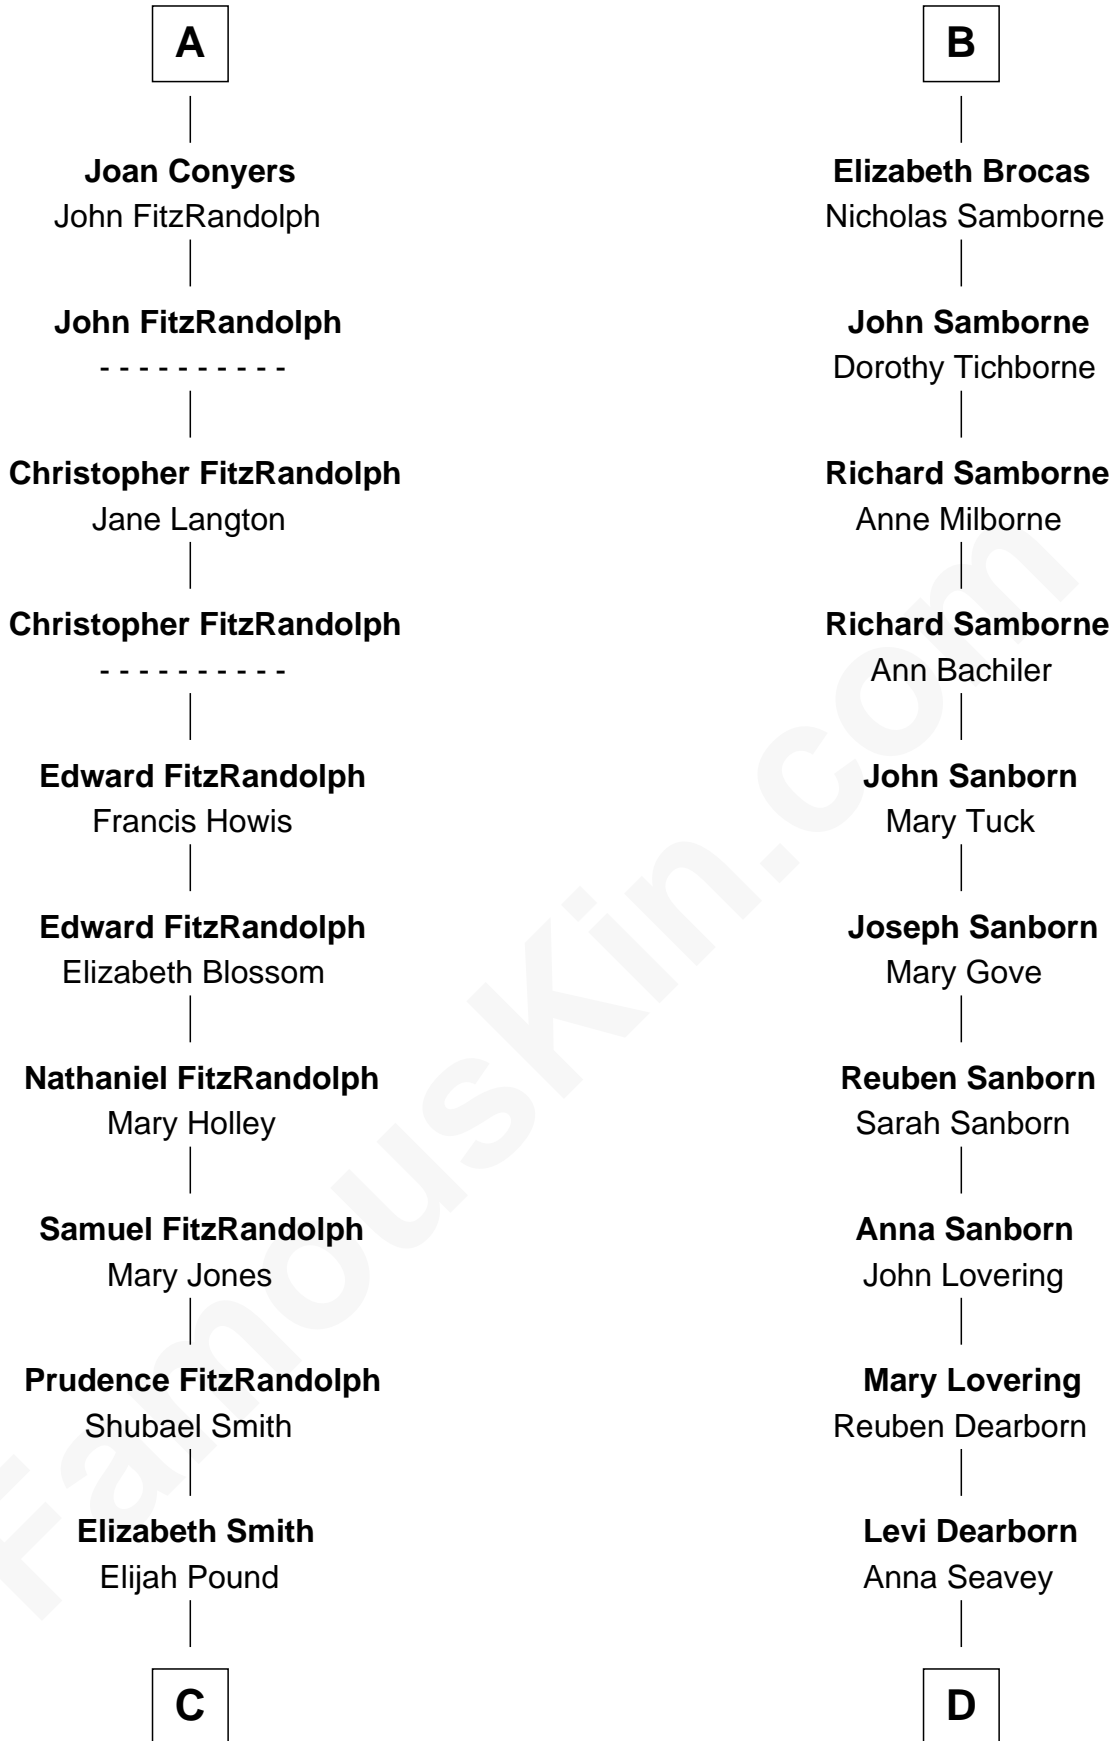 A
Joan Conyers
John FitzRandolph
John FitzRandolph
- - - - - - - - - -
Christopher FitzRandolph
Jane Langton
Christopher FitzRandolph
- - - - - - - - - -
Edward FitzRandolph
Francis Howis
Edward FitzRandolph
Elizabeth Blossom
Nathaniel FitzRandolph
Mary Holley
Samuel FitzRandolph
Mary Jones
Prudence FitzRandolph
Shubael Smith
Elizabeth Smith
Elijah Pound
C
B
Elizabeth Brocas
Nicholas Samborne
John Samborne
Dorothy Tichborne
Richard Samborne
Anne Milborne
Richard Samborne
Ann Bachiler
John Sanborn
Mary Tuck
Joseph Sanborn
Mary Gove
Reuben Sanborn
Sarah Sanborn
Anna Sanborn
John Lovering
Mary Lovering
Reuben Dearborn
Levi Dearborn
Anna Seavey
D
FamousKin.com